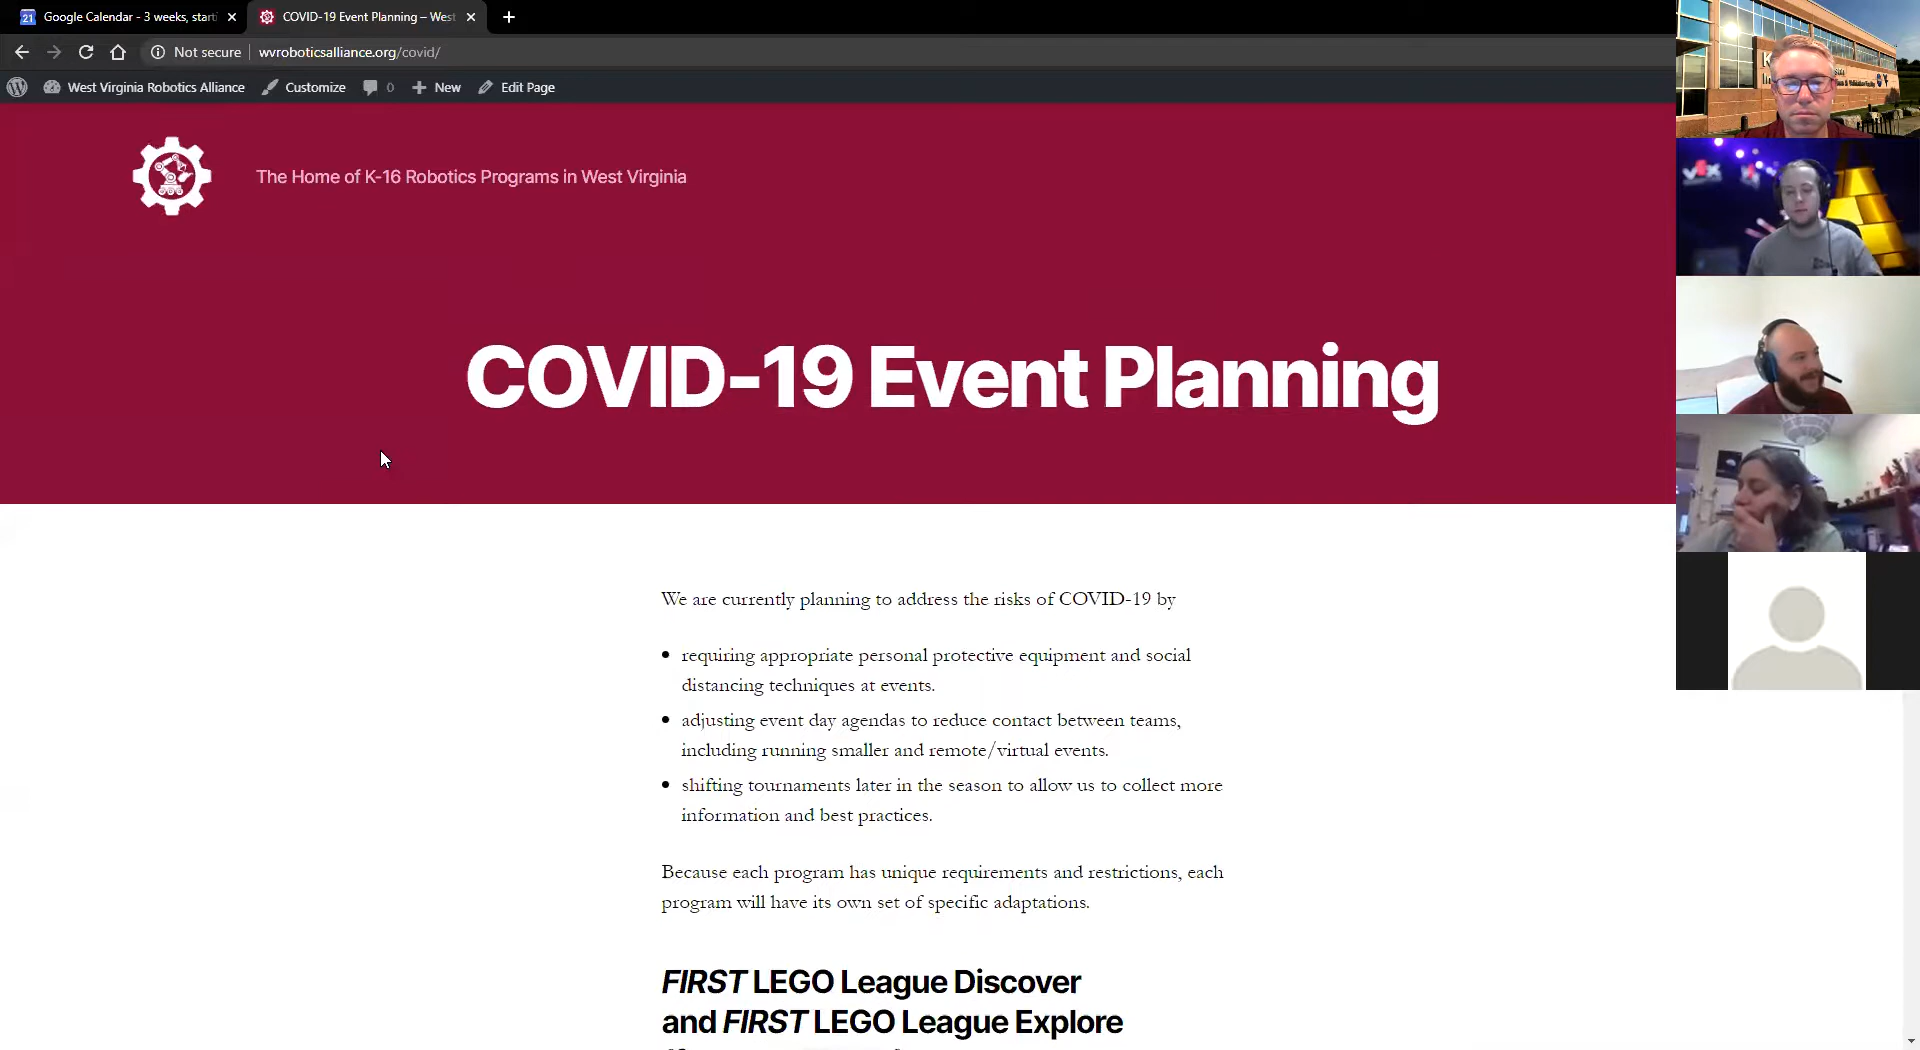 Google Calendar - 3 weeks, start
COVID-19 Event Planning – West
Not secure
wvroboticsalliance.org/covid/
West Virginia Robotics Alliance
Customize
0
New
Edit Page
The Home of K-16 Robotics Programs in West Virginia
COVID-19 Event Planning
We are currently planning to address the risks of COVID-19 by
requiring appropriate personal protective equipment and social
distancing techniques at events.
adjusting event day agendas to reduce contact between teams,
including running smaller and remote/virtual events.
shifting tournaments later in the season to allow us to collect more
information and best practices.
Because each program has unique requirements and restrictions, each
program will have its own set of specific adaptations.
FIRST LEGO League Discover
and FIRST LEGO League Explore